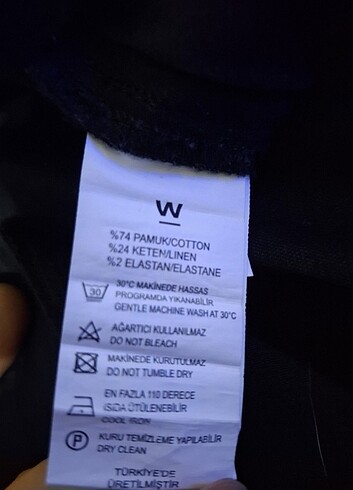 W
%74 PAMUK/COTTON
%24 KETEN/LINEN
%2 ELASTAN/ELASTANE
30
30°C MAKİNEDE HASSAS
PROGRAMDA YIKANABİLİR
GENTLE MACHINE WASH AT 30°C
AĞARTICI KULLANILMAZ
DO NOT BLEACH
MAKİNEDE KURUTULMAZ
DO NOT TUMBLE DRY
EN FAZLA 110 DERECE
ISIDA ÜTÜLENEBİLİR
COOL IRON
P
KURU TEMİZLEME YAPILABİLİR
DRY CLEAN
TÜRKİYE'DE
ÜRETİLMİŞTİR